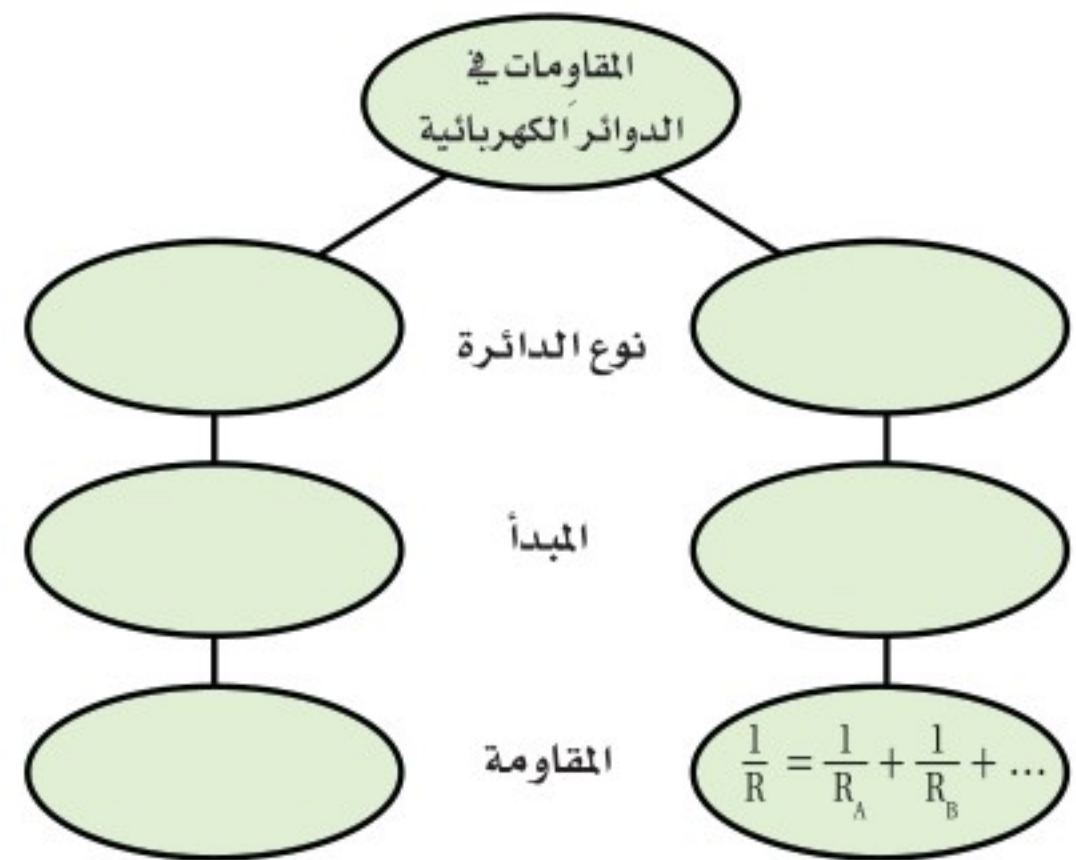 المقاومات في
الدوائر الكهربائية
نوع الدائرة
المبدأ
المقاومة
1/R = 1/R_A + 1/R_B + ...